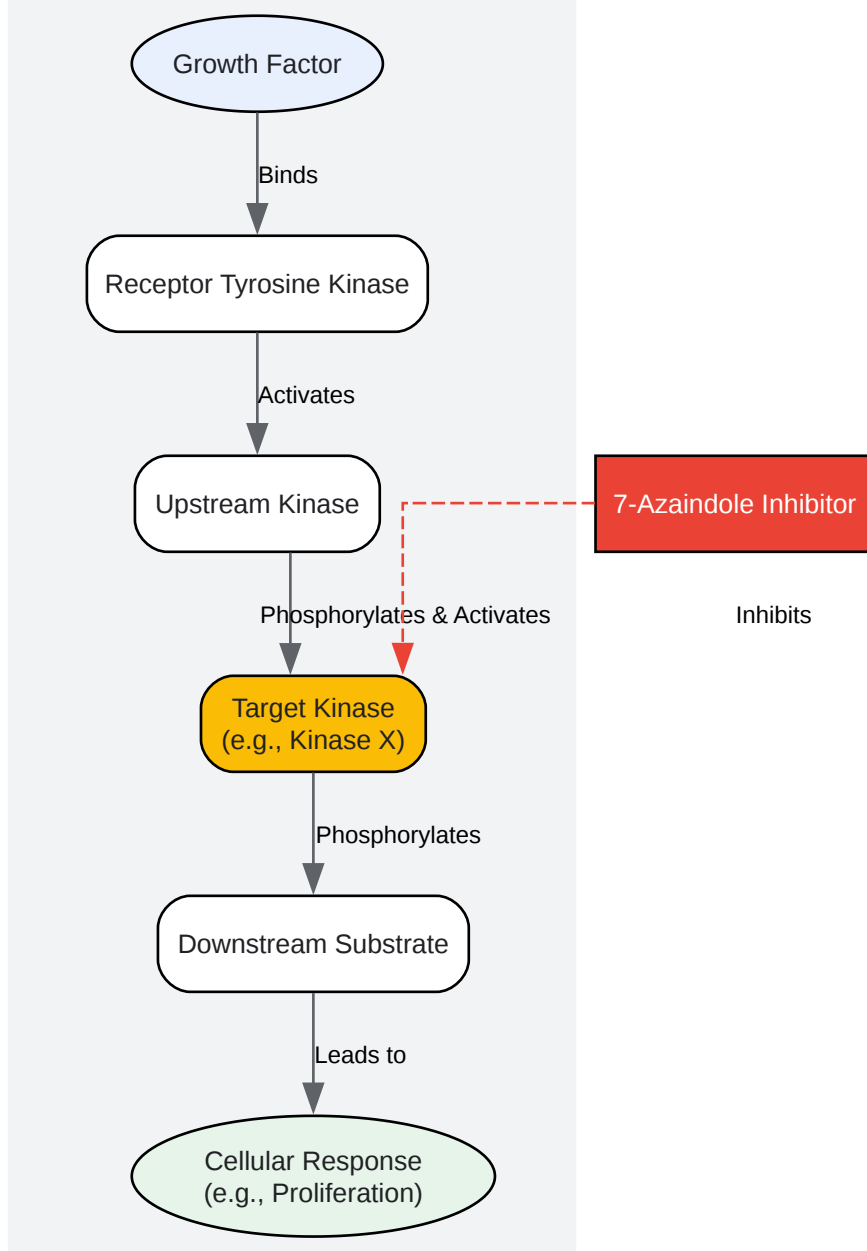 Growth Factor
Binds
Receptor Tyrosine Kinase
Activates
Upstream Kinase
7-Azaindole Inhibitor
Phosphorylates & Activates
Inhibits
Target Kinase
(e.g., Kinase X)
Phosphorylates
Downstream Substrate
Leads to
Cellular Response
(e.g., Proliferation)